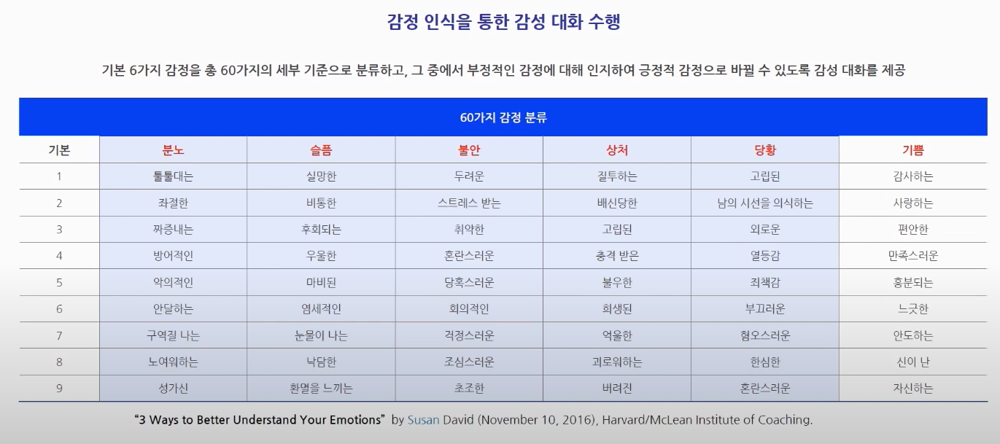 감정 인식을 통한 감성 대화 수행
기본 6가지 감정을 총 60가지의 세부 기준으로 분류하고, 그 중에서 부정적인 감정에 대해 인지하여 긍정적 감정으로 바뀔 수 있도록 감성 대화를 제공
60가지 감정 분류
기본 분노 슬픔 불안 상처 당황 기쁨
1 툴툴대는 실망한 두려운 질투하는 고립된 감사하는
2 좌절한 비통한 스트레스 받는 배신당한 남의 시선을 의식하는 사랑하는
3 짜증내는 후회되는 취약한 고립된 외로운 편안한
4 방어적인 우울한 혼란스러운 충격 받은 열등감 만족스러운
5 악의적인 마비된 당혹스러운 불우한 죄책감 흥분되는
6 안달하는 염세적인 회의적인 희생된 부끄러운 느긋한
7 구역질 나는 눈물이 나는 걱정스러운 억울한 혐오스러운 안도하는
8 노여워하는 낙담한 조심스러운 괴로워하는 한심한 신이 난
9 성가신 환멸을 느끼는 초조한 버려진 혼란스러운 자신하는
“3 Ways to Better Understand Your Emotions” by Susan David (November 10, 2016), Harvard/McLean Institute of Coaching.